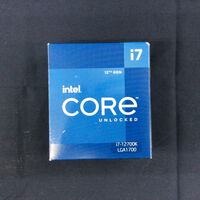 i7
12TH GEN
intel
CORE
UNLOCKED
i7-12700K
LGA1700